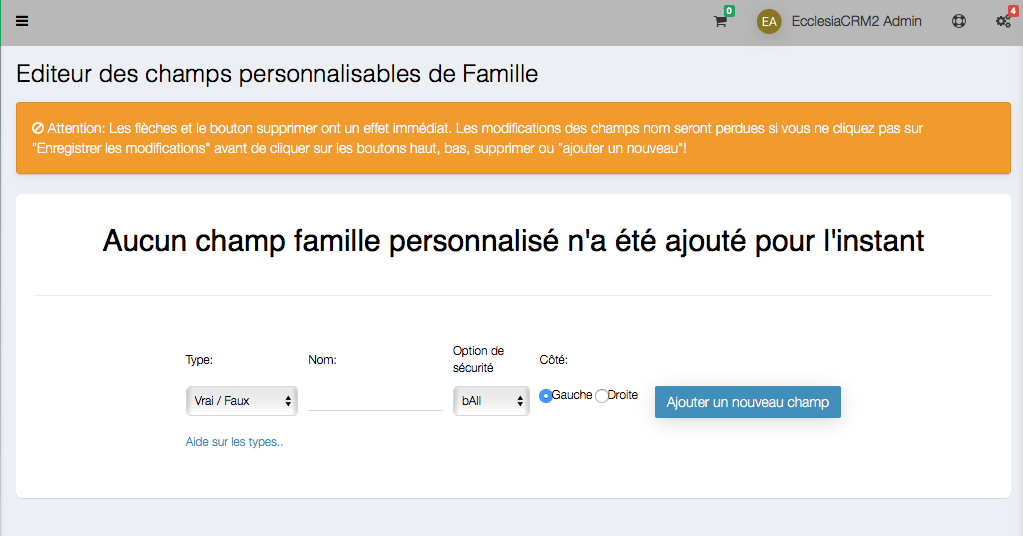 0
EA
EcclesiaCRM2 Admin
4
Editeur des champs personnalisables de Famille
Attention: Les flèches et le bouton supprimer ont un effet immédiat. Les modifications des champs nom seront perdues si vous ne cliquez pas sur
"Enregistrer les modifications" avant de cliquer sur les boutons haut, bas, supprimer ou "ajouter un nouveau"!
Aucun champ famille personnalisé n'a été ajouté pour l'instant
Type:
Nom:
Option de
sécurité
Côté:
Vrai / Faux
bAll
Gauche
Droite
Ajouter un nouveau champ
Aide sur les types..